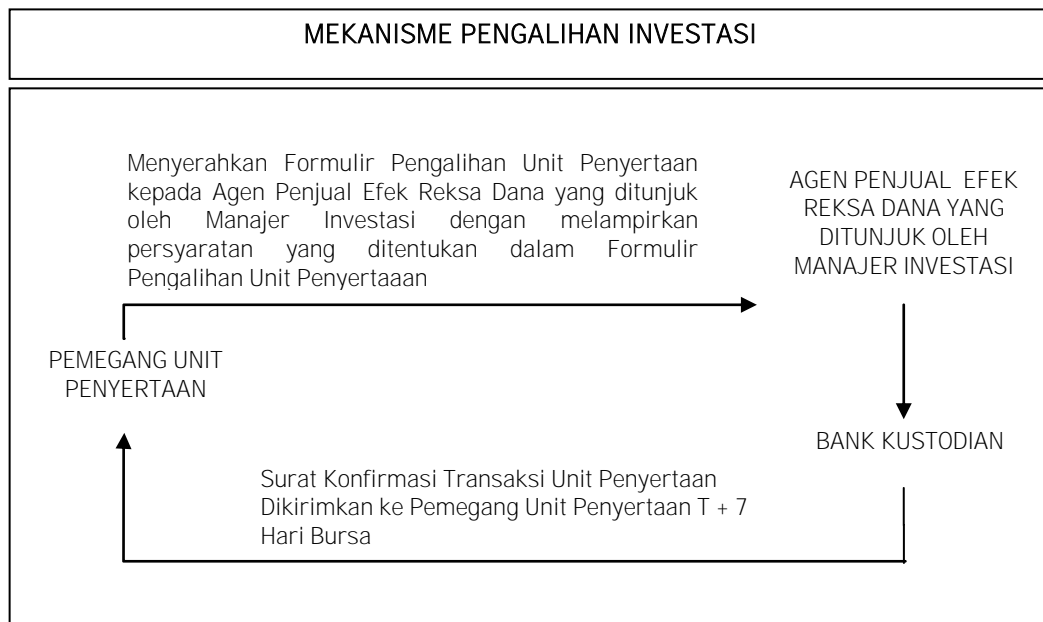 MEKANISME PENGALIHAN INVESTASI
Menyerahkan Formulir Pengalihan Unit Penyertaan
kepada Agen Penjual Efek Reksa Dana yang ditunjuk
oleh Manajer Investasi dengan melampirkan
persyaratan yang ditentukan dalam Formulir
Pengalihan Unit Penyertaaan
AGEN PENJUAL EFEK
REKSA DANA YANG
DITUNJUK OLEH
MANAJER INVESTASI
PEMEGANG UNIT
PENYERTAAN
BANK KUSTODIAN
Surat Konfirmasi Transaksi Unit Penyertaan
Dikirimkan ke Pemegang Unit Penyertaan T + 7
Hari Bursa